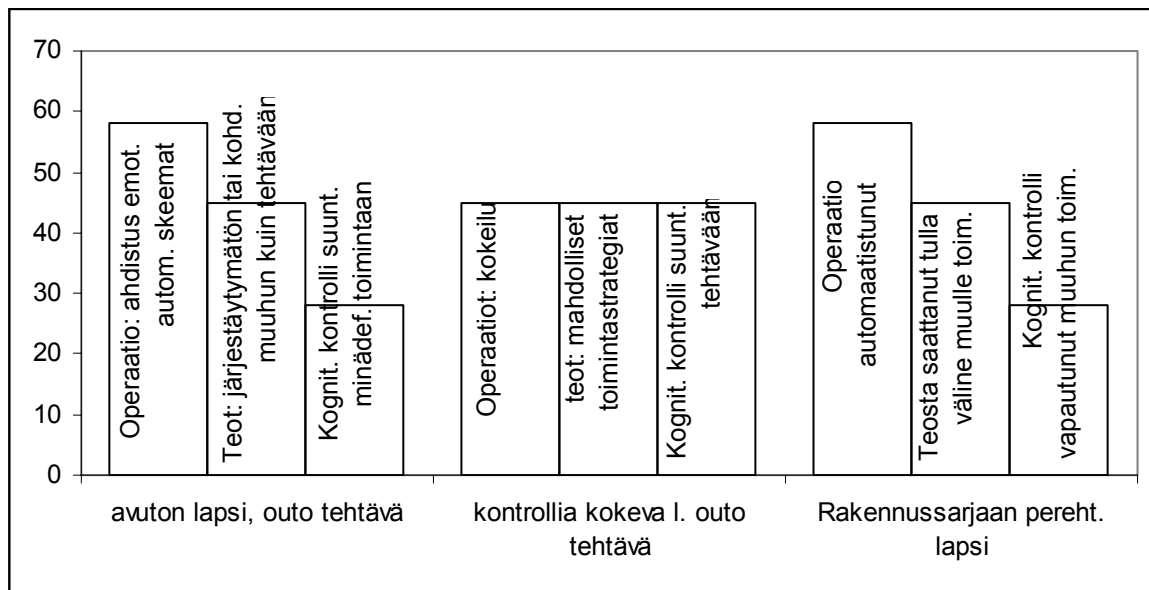 70
60
50
40
30
20
10
0
Operaatio: ahdistus emot.
autom. skeemat
Teot: järjestäytymätön tai kohd.
muuhun kuin tehtävään
Kognit. kontrolli suunt.
minädef. toimintaan
Operaatiot: kokeilu
teot: mahdolliset
toimintastrategiat
Kognit. kontrolli suunt.
tehtävään
Operaatio
automaatistunut
Teosta saattanut tulla
väline muulle toim.
Kognit. kontrolli
vapautunut muuhun toim.
avuton lapsi, outo tehtävä
kontrollia kokeva l. outo
tehtävä
Rakennussarjaan pereht.
lapsi